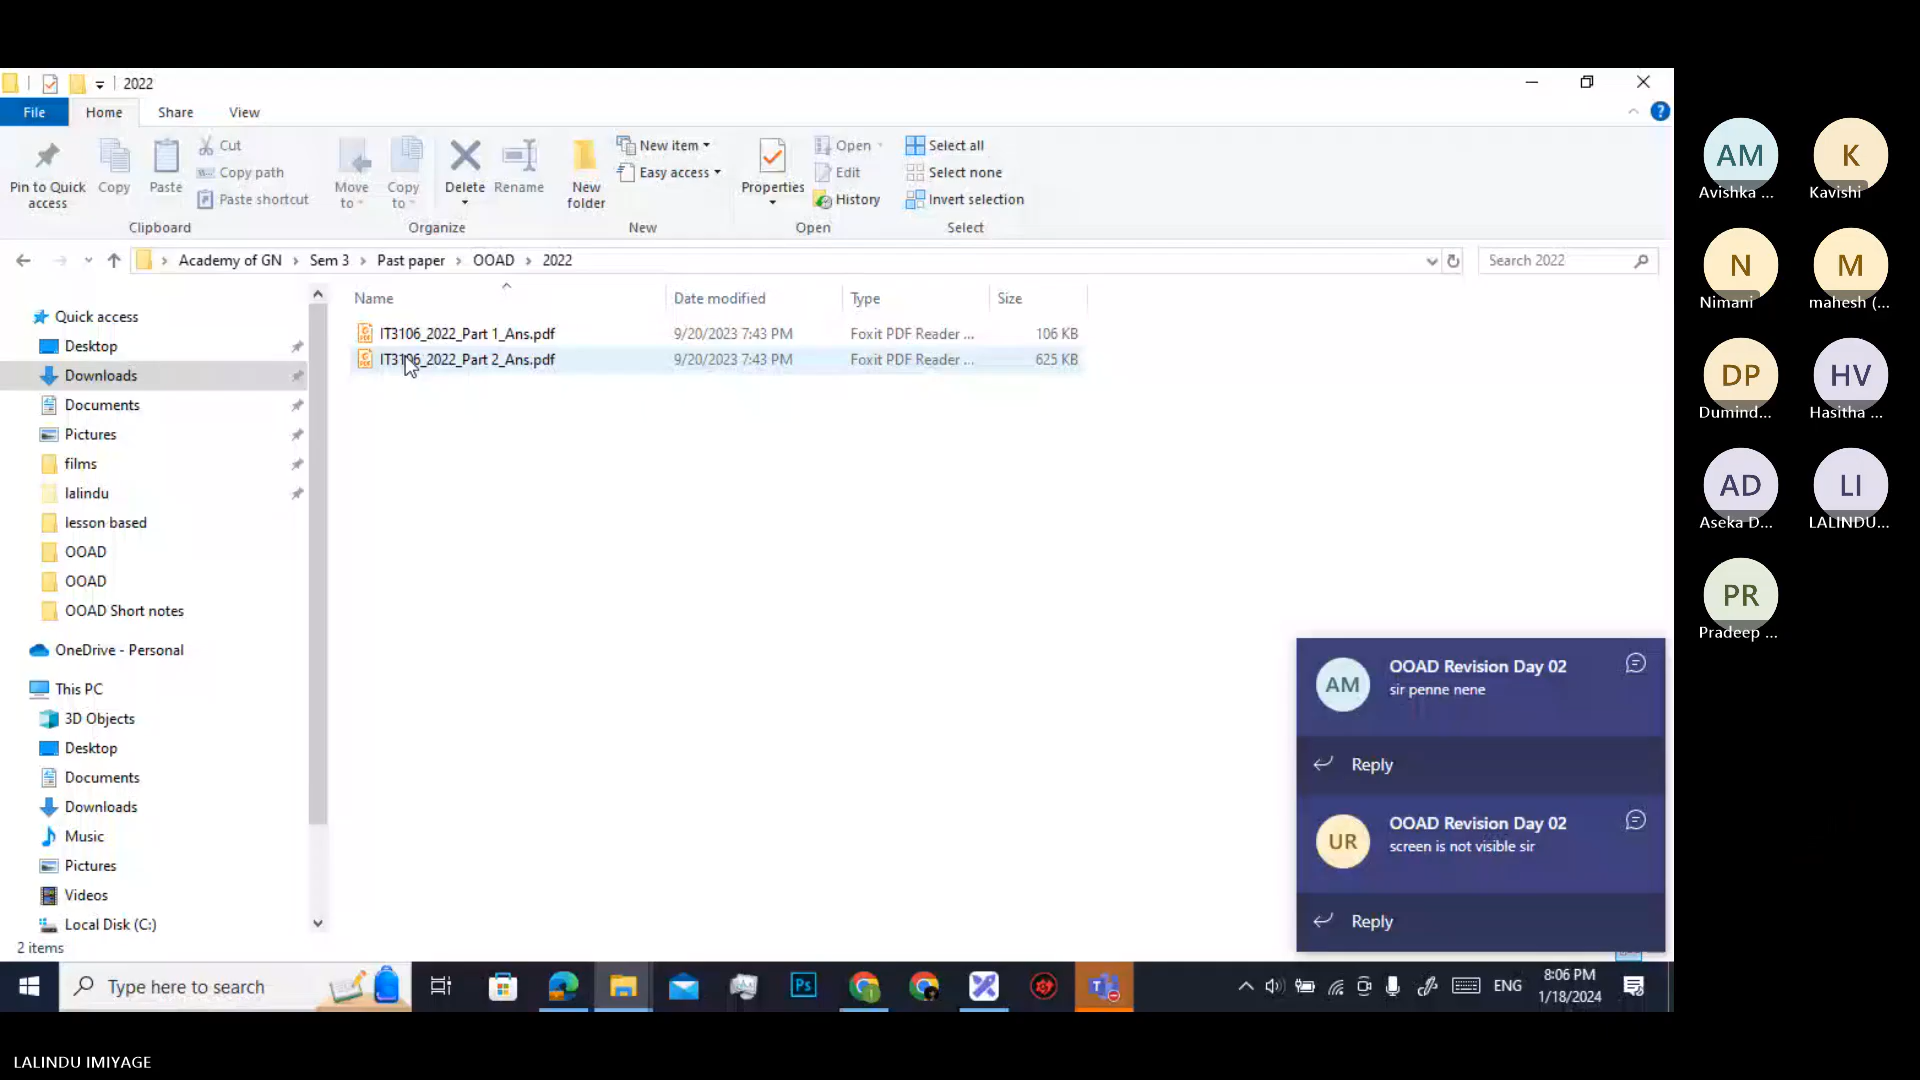 2022
File Home Share View
Pin to Quick access
Copy
Paste
Cut
Copy path
Paste shortcut
Clipboard
Move to
Copy to
Delete
Rename
Organize
New folder
New item
Easy access
New
Properties
Open
Edit
History
Open
Select all
Select none
Invert selection
Select
Academy of GN › Sem 3 › Past paper › OOAD › 2022
Search 2022
Name Date modified Type Size
IT3106_2022_Part 1_Ans.pdf 9/20/2023 7:43 PM Foxit PDF Reader ... 106 KB
IT3106_2022_Part 2_Ans.pdf 9/20/2023 7:43 PM Foxit PDF Reader ... 625 KB
Quick access
Desktop
Downloads
Documents
Pictures
films
lalindu
lesson based
OOAD
OOAD
OOAD Short notes
OneDrive - Personal
This PC
3D Objects
Desktop
Documents
Downloads
Music
Pictures
Videos
Local Disk (C:)
2 items
AM
OOAD Revision Day 02
sir penne nene
Reply
UR
OOAD Revision Day 02
screen is not visible sir
Reply
Type here to search
Ps
T
ENG
8:06 PM
1/18/2024
AM
Avishka ...
K
Kavishi
N
Nimani
M
mahesh (...
DP
Dumind...
HV
Hasitha ...
AD
Aseka D...
LI
LALINDU...
PR
Pradeep ...
LALINDU IMIYAGE